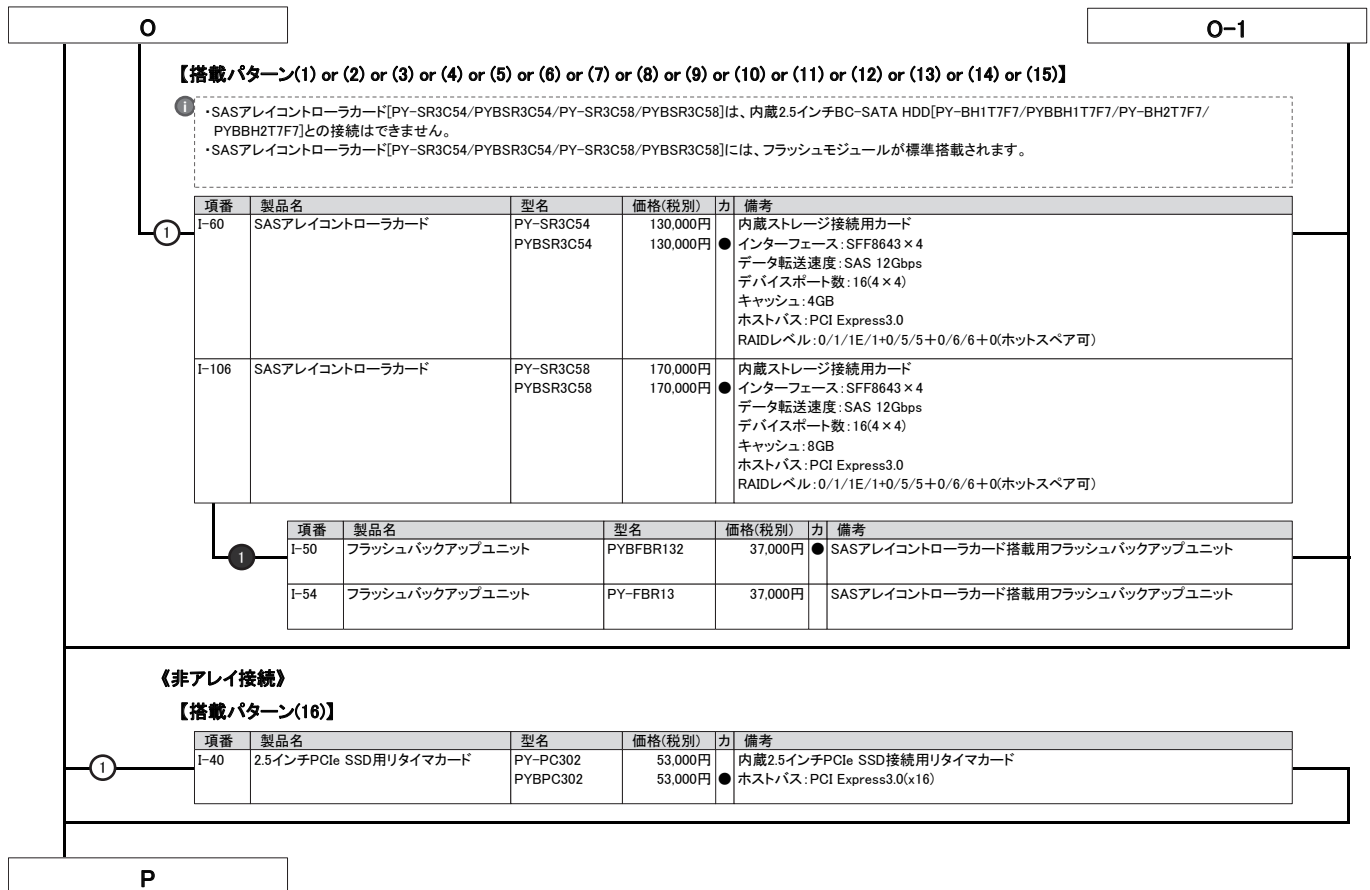 O
O-1
【搭載パターン(1) or (2) or (3) or (4) or (5) or (6) or (7) or (8) or (9) or (10) or (11) or (12) or (13) or (14) or (15)】
i
・SASアレイコントローラカード[PY-SR3C54/PYBSR3C54/PY-SR3C58/PYBSR3C58]は、内蔵2.5インチBC-SATA HDD[PY-BH1T7F7/PYBBH1T7F7/PY-BH2T7F7/
PYBBH2T7F7]との接続はできません。
・SASアレイコントローラカード[PY-SR3C54/PYBSR3C54/PY-SR3C58/PYBSR3C58]には、フラッシュモジュールが標準搭載されます。
項番 製品名 型名 価格(税別) カ 備考
1 I-60 SASアレイコントローラカード PY-SR3C54 130,000円 内蔵ストレージ接続用カード
PYBSR3C54 130,000円 ● インターフェース:SFF8643×4
データ転送速度:SAS 12Gbps
デバイスポート数:16(4×4)
キャッシュ:4GB
ホストバス:PCI Express3.0
RAIDレベル:0/1/1E/1+0/5/5+0/6/6+0(ホットスペア可)
I-106 SASアレイコントローラカード PY-SR3C58 170,000円 内蔵ストレージ接続用カード
PYBSR3C58 170,000円 ● インターフェース:SFF8643×4
データ転送速度:SAS 12Gbps
デバイスポート数:16(4×4)
キャッシュ:8GB
ホストバス:PCI Express3.0
RAIDレベル:0/1/1E/1+0/5/5+0/6/6+0(ホットスペア可)
項番 製品名 型名 価格(税別) カ 備考
1 I-50 フラッシュバックアップユニット PYBFBR132 37,000円 ● SASアレイコントローラカード搭載用フラッシュバックアップユニット
I-54 フラッシュバックアップユニット PY-FBR13 37,000円 SASアレイコントローラカード搭載用フラッシュバックアップユニット
《非アレイ接続》
【搭載パターン(16)】
項番 製品名 型名 価格(税別) カ 備考
1 I-40 2.5インチPCIe SSD用リタイマカード PY-PC302 53,000円 内蔵2.5インチPCIe SSD接続用リタイマカード
PYBPC302 53,000円 ● ホストバス:PCI Express3.0(x16)
P